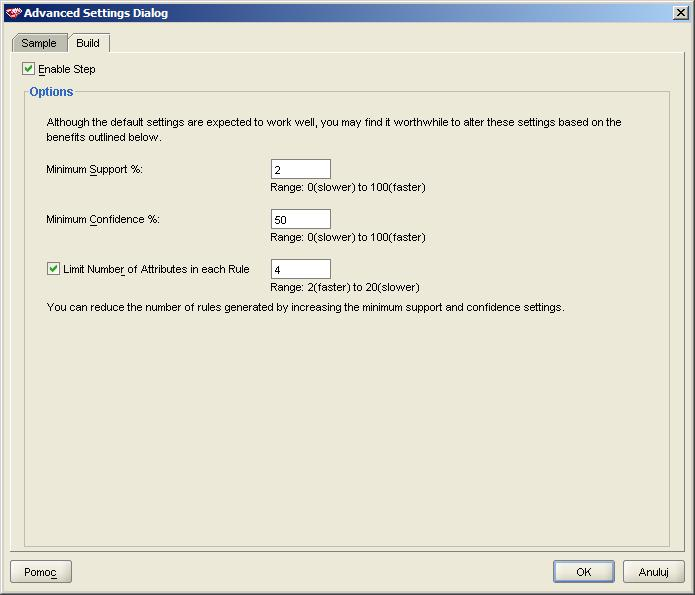 Advanced Settings Dialog
Sample
Build
Enable Step
Options
Although the default settings are expected to work well, you may find it worthwhile to alter these settings based on the
benefits outlined below.
Minimum Support %:
2
Range: 0(slower) to 100(faster)
Minimum Confidence %:
50
Range: 0(slower) to 100(faster)
Limit Number of Attributes in each Rule
4
Range: 2(faster) to 20(slower)
You can reduce the number of rules generated by increasing the minimum support and confidence settings.
Pomoc
OK
Anuluj